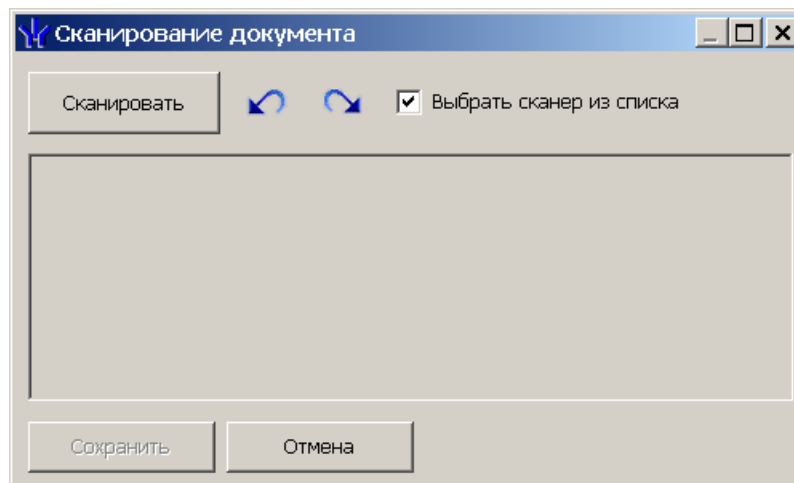 Сканирование документа
Сканировать
Выбрать сканер из списка
Сохранить
Отмена